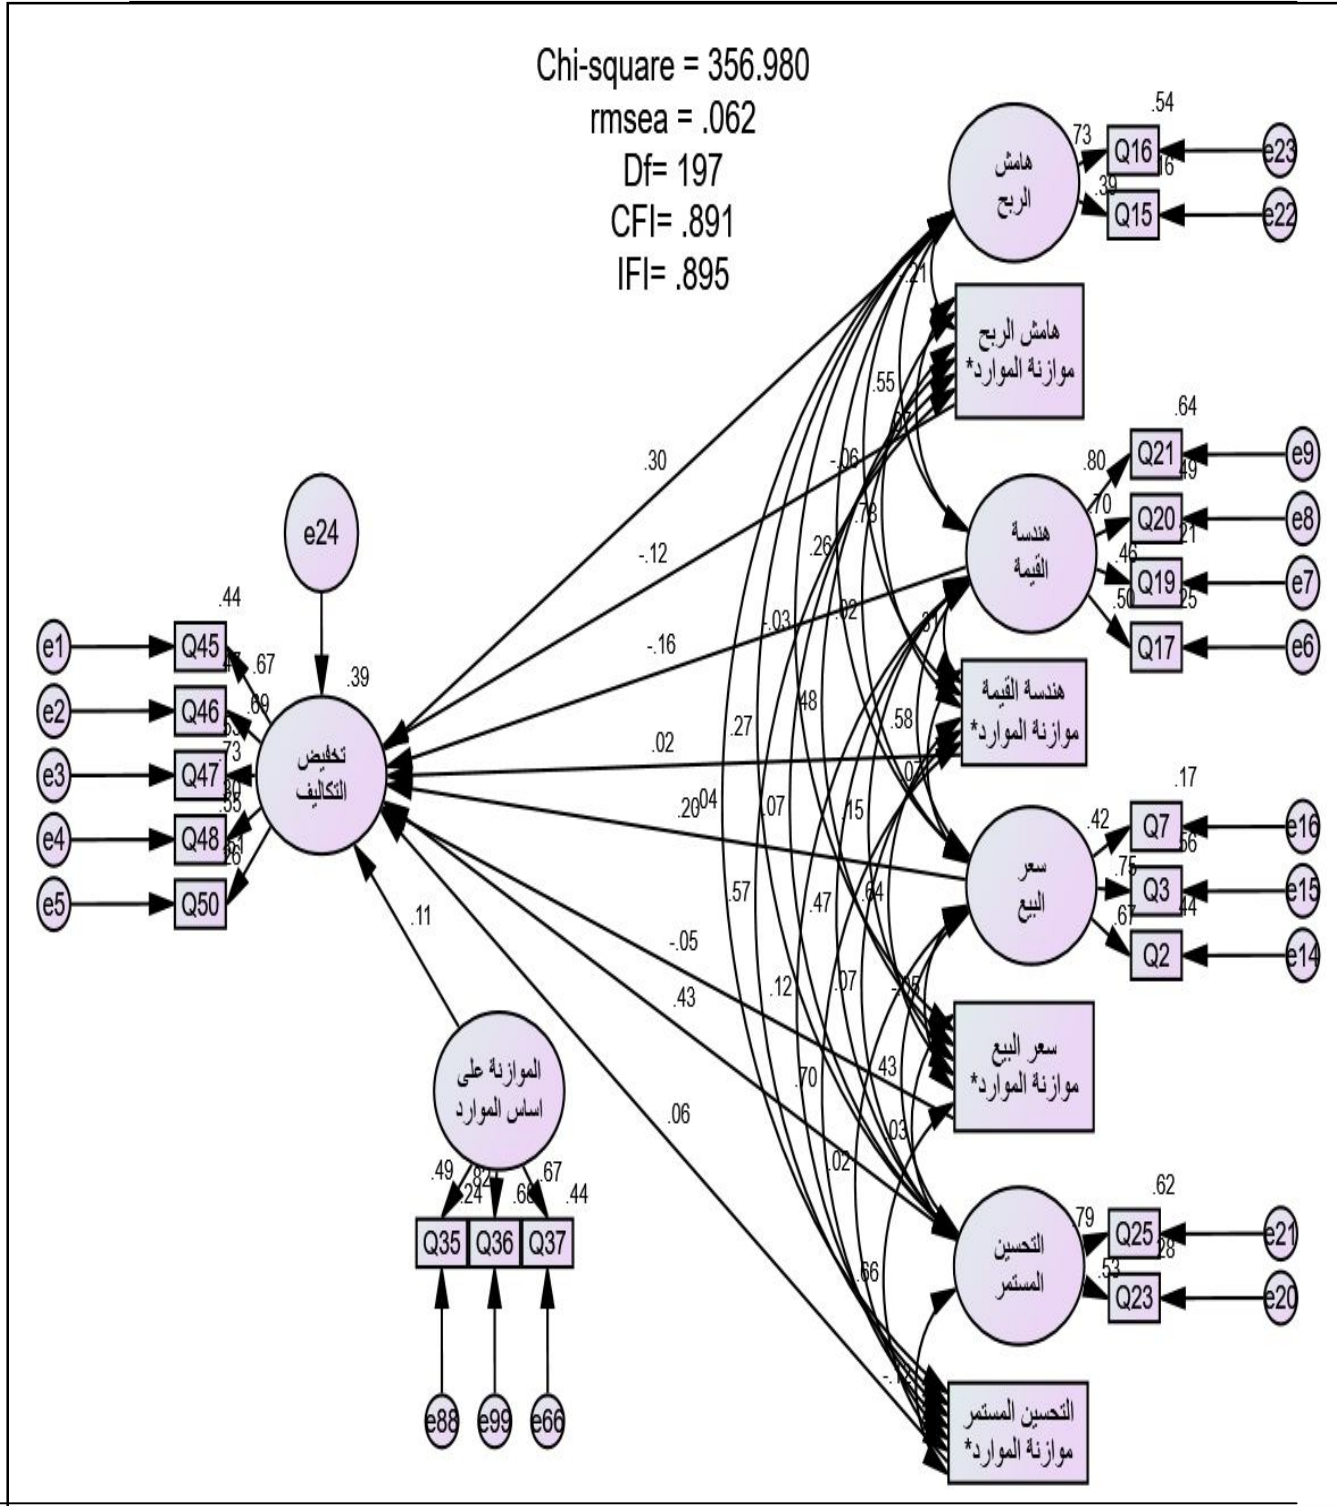 Chi-square = 356.980
rmsea = .062
Df= 197
CFI= .891
IFI= .895
هامش
الربح
.73
Q16
.54
e23
.39
Q15
.16
e22
-.21
هامش الربح
موازنة الموارد*
.55
.30
-.06
-.12
هندسة
القيمة
.80
Q21
.64
e9
.70
Q20
.49
e8
.46
Q19
.21
e7
.50
Q17
.25
e6
.73
.26
.02
-.03
-.16
e24
.44
e1
Q45
.67
.39
e2
Q46
.69
e3
Q47
.73
e4
Q48
e5
Q50
.26
تخفيض
التكاليف
هندسة القيمة
موازنة الموارد*
.48
.58
.27
.02
.07
.20
.04
.07
.15
سعر
البيع
.42
Q7
.17
e16
.75
Q3
.56
e15
.67
Q2
.44
e14
.57
.47
.64
.11
-.05
.43
.12
.07
-.05
سعر البيع
موازنة الموارد*
.70
.43
.06
.03
.02
الموازنة على
اساس الموارد
.49
.24
.82
.67
.44
Q35
Q36
Q37
e88
e99
e66
التحسين
المستمر
.79
Q25
.62
e21
.53
Q23
.28
e20
.66
التحسين المستمر
موازنة الموارد*